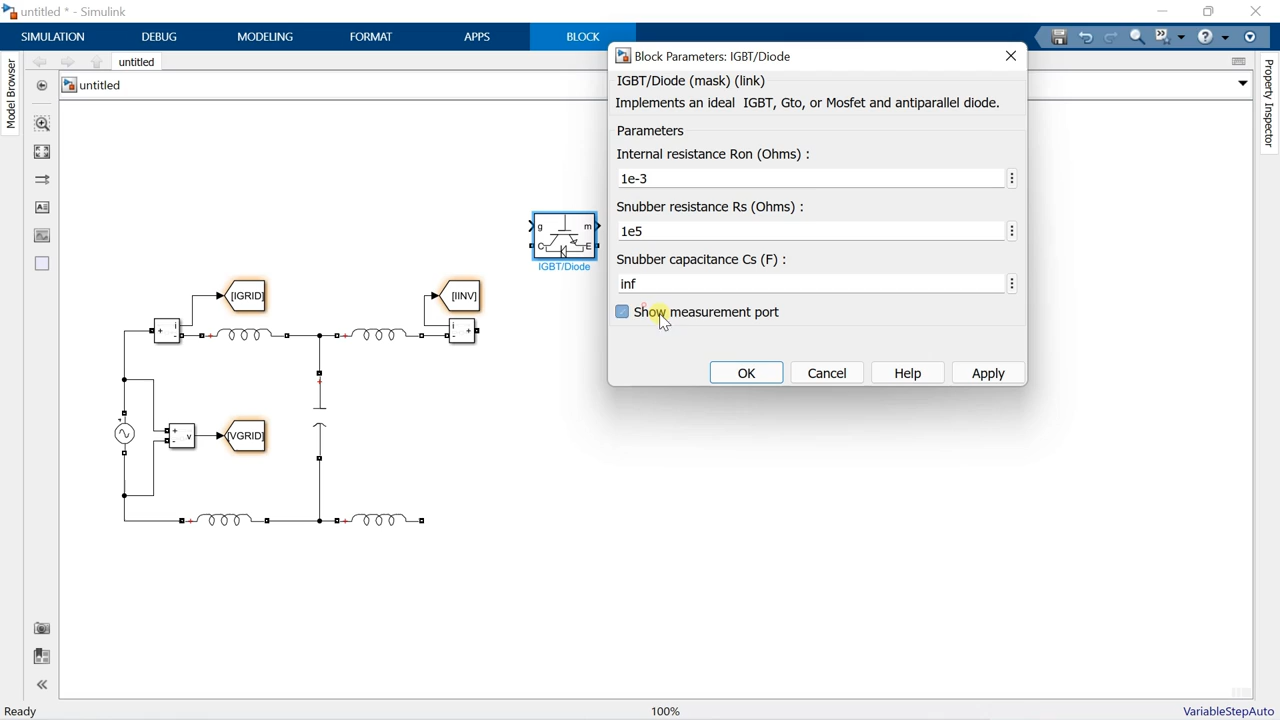 untitled * - Simulink
SIMULATION DEBUG MODELING FORMAT APPS BLOCK
Block Parameters: IGBT/Diode
Model Browser
untitled
untitled
IGBT/Diode (mask) (link)
Implements an ideal IGBT, Gto, or Mosfet and antiparallel diode.
Parameters
Internal resistance Ron (Ohms) :
1e-3
Snubber resistance Rs (Ohms) :
1e5
Snubber capacitance Cs (F) :
inf
Show measurement port
OK Cancel Help Apply
Property Inspector
g m
C E
IGBT/Diode
[IGRID]
[IINV]
+ i -
i - +
+ - v
[VGRID]
Ready 100% VariableStepAuto